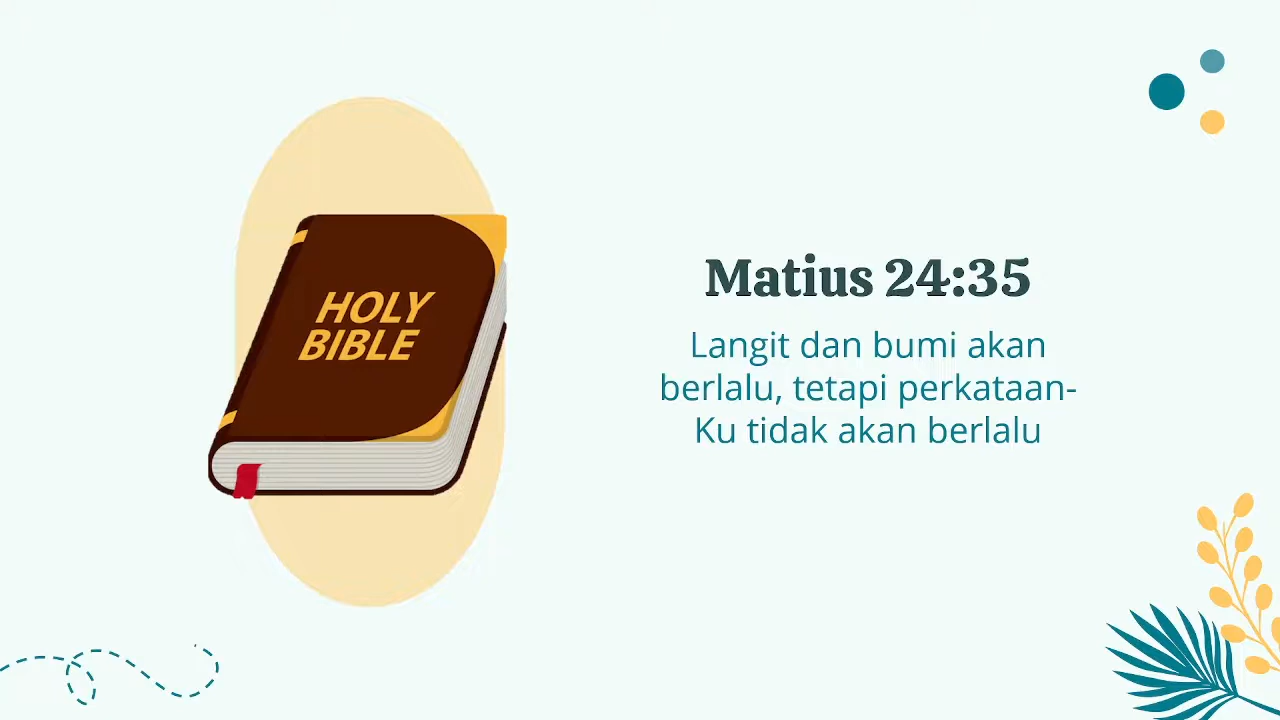 HOLY
BIBLE
Matius 24:35
Langit dan bumi akan
berlalu, tetapi perkataan-
Ku tidak akan berlalu